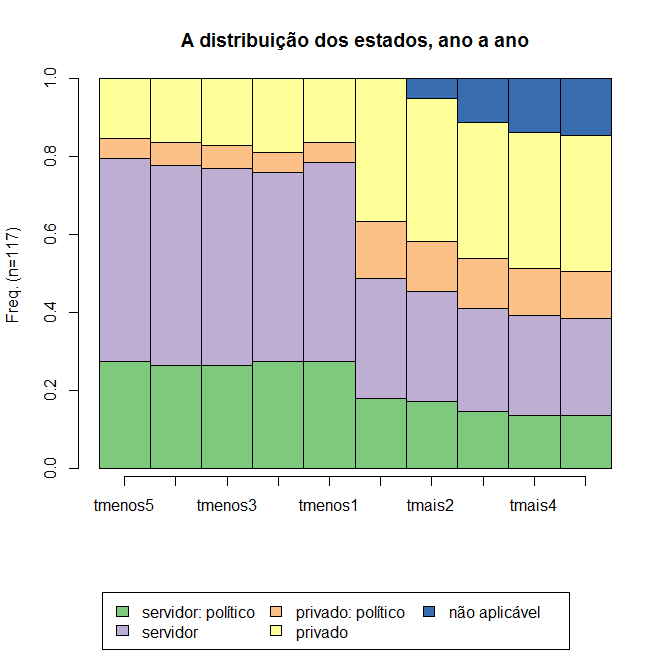 A distribuição dos estados, ano a ano
Freq. (n=117)
1.0
0.8
0.6
0.4
0.2
0.0
tmenos5 tmenos3 tmenos1 tmais2 tmais4
servidor: político privado: político não aplicável
servidor privado